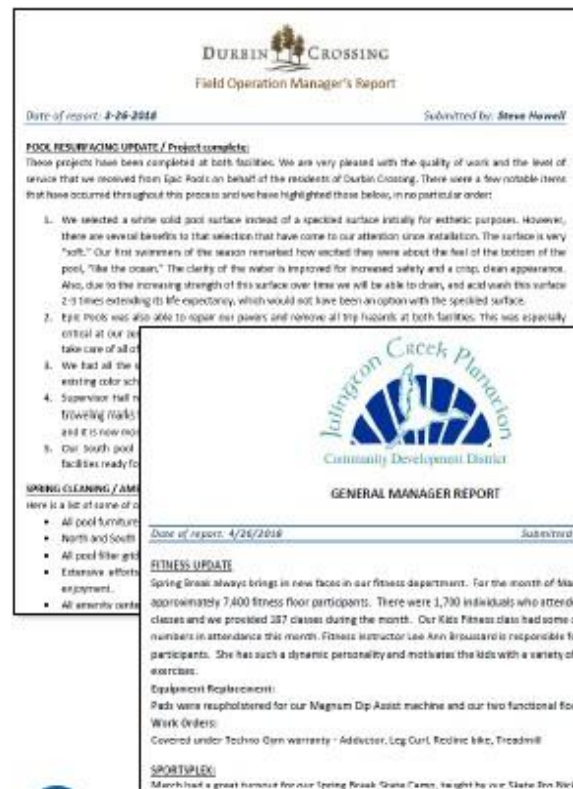 DURBIN CROSSING
Field Operation Manager's Report
Date of report: 3-26-2018 Submitted by: Steve Howell
POOL RESURFACING UPDATE / Project complete:
These projects have been completed at both facilities. We are very pleased with the quality of work and the level of
service that we received from Epic Pools on behalf of the residents of Durbin Crossing. There were a few notable items
that have occurred throughout this process and we have highlighted those below, in no particular order:
1. We selected a white solid pool surface instead of a speckled surface initially for esthetic purposes. However,
there are several benefits to that selection that have come to our attention since installation. The surface is very
"soft." Our first swimmers of the season remarked how excited they were about the feel of the bottom of the
pool, "like the ocean." The clarity of the water is improved for increased safety and a crisp, clean appearance.
Also, due to the increasing strength of this surface over time we will be able to drain, and acid wash this surface
2-3 times extending its life expectancy, which would not have been an option with the speckled surface.
2. Epic Pools was also able to repair our pavers and remove all trip hazards at both facilities. This was especially
critical at our
take care of all of
3. We had all the
existing color
4. Supervisor Hall
troweling marks
and it is now
5. Our South pool
facilities ready
SPRING CLEANING /
Here is a list of some of
• All pool furniture
• North and South
• All pool filter
• Extensive efforts
enjoyment.
• All amenity
Julington Creek Plantation
Community Development District
GENERAL MANAGER REPORT
Date of report: 4/26/2018 Submitted
FITNESS UPDATE
Spring Break always brings in new faces in our fitness department. For the month of
approximately 7,400 fitness floor participants. There were 1,700 individuals who
classes and we provided 187 classes during the month. Our Kids Fitness class had some
numbers in attendance this month. Fitness instructor Lee Ann Broussard is responsible
participants. She has such a dynamic personality and motivates the kids with a variety
exercises.
Equipment Replacement:
Pads were reupholstered for our Magnum Dip Assist machine and our two functional
Work Orders:
Covered under Techno Gym warranty - Adductor, Leg Curl, Recline bike, Treadmill
SPORTSPLEX:
March had a great turnout for our Spring Break Skate Camp, taught by our Skate Pro